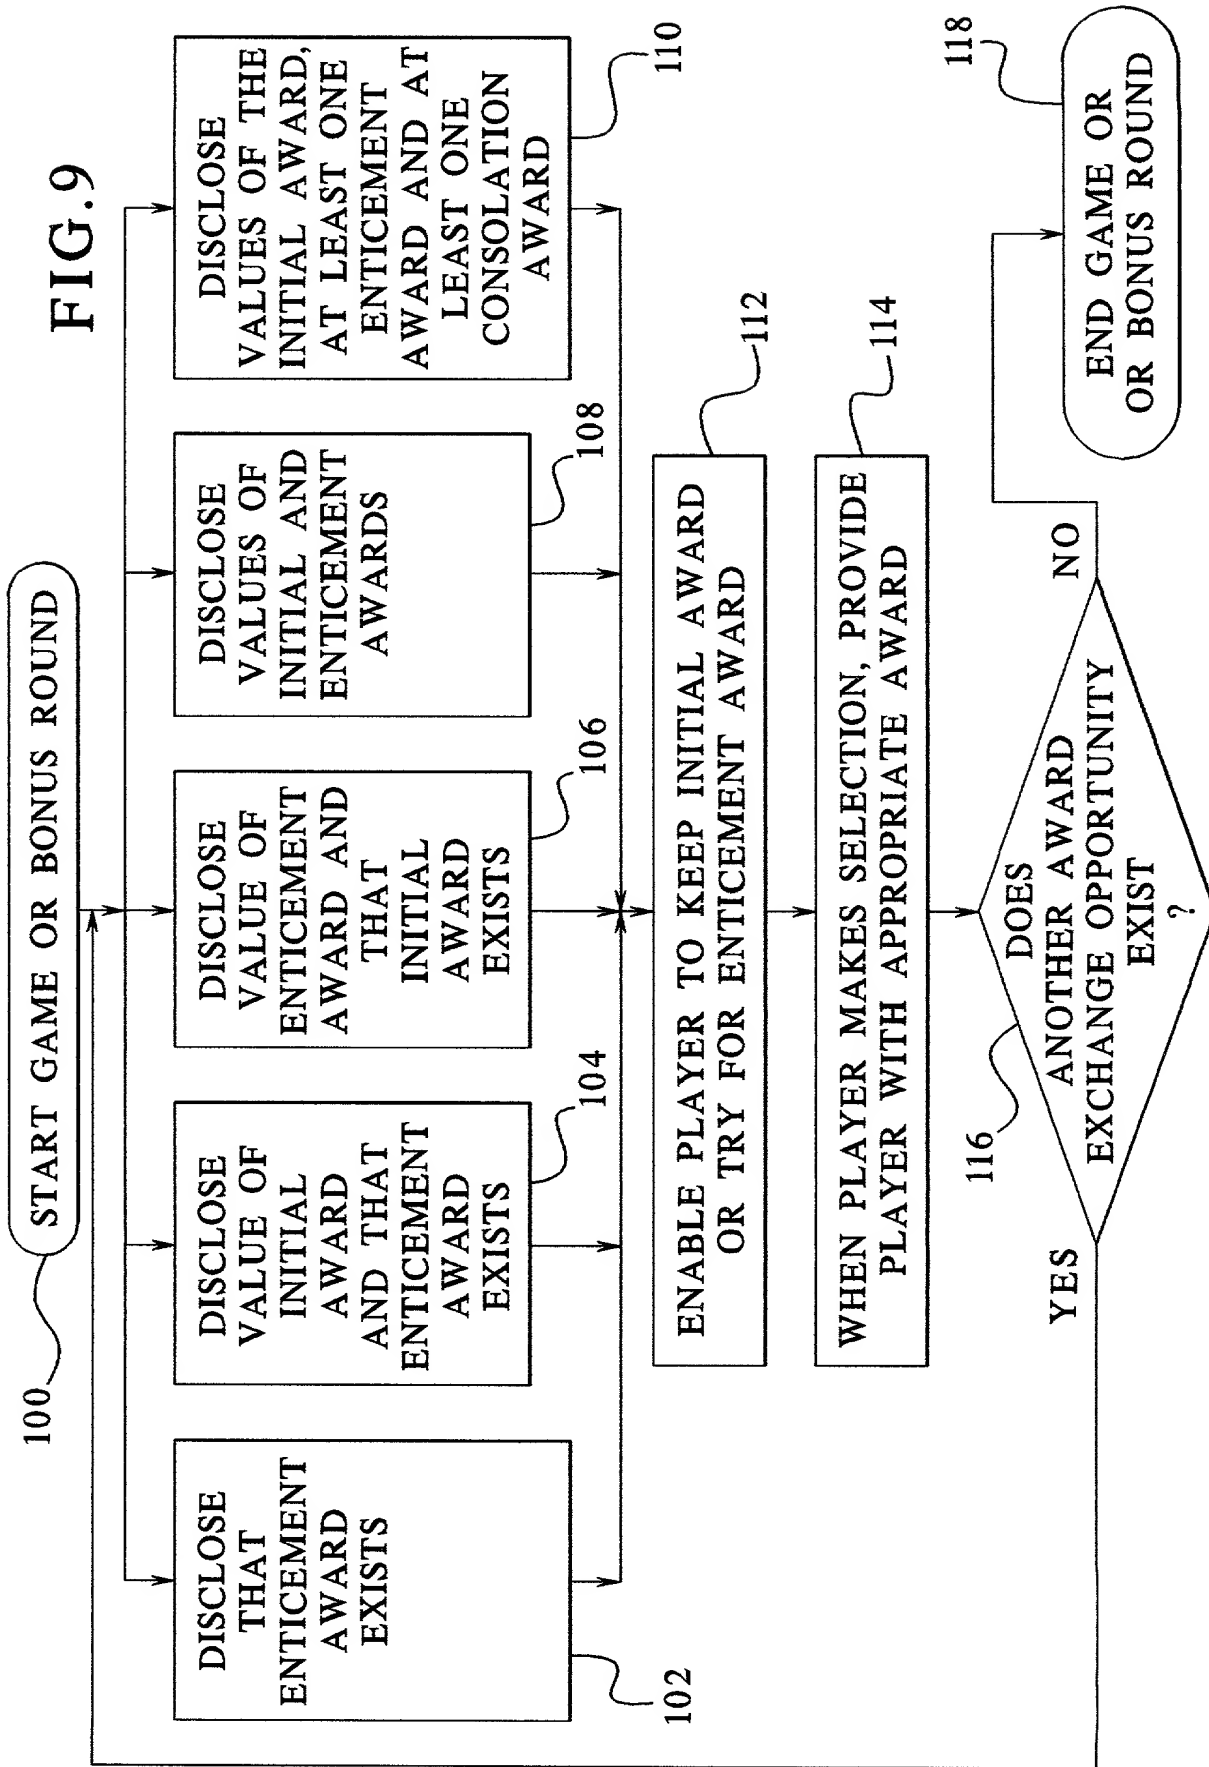 FIG.9
100
START GAME OR BONUS ROUND
DISCLOSE
THAT
ENTICEMENT
AWARD
EXISTS
102
DISCLOSE
VALUE OF
INITIAL
AWARD
AND THAT
ENTICEMENT
AWARD
EXISTS
104
DISCLOSE
VALUE OF
ENTICEMENT
AWARD AND
THAT
INITIAL
AWARD
EXISTS
106
DISCLOSE
VALUES OF
INITIAL AND
ENTICEMENT
AWARDS
108
DISCLOSE
VALUES OF THE
INITIAL AWARD,
AT LEAST ONE
ENTICEMENT
AWARD AND AT
LEAST ONE
CONSOLATION
AWARD
110
ENABLE PLAYER TO KEEP INITIAL AWARD
OR TRY FOR ENTICEMENT AWARD
112
WHEN PLAYER MAKES SELECTION, PROVIDE
PLAYER WITH APPROPRIATE AWARD
114
116
DOES
ANOTHER AWARD
EXCHANGE OPPORTUNITY
EXIST
?
YES
NO
END GAME OR
OR BONUS ROUND
118